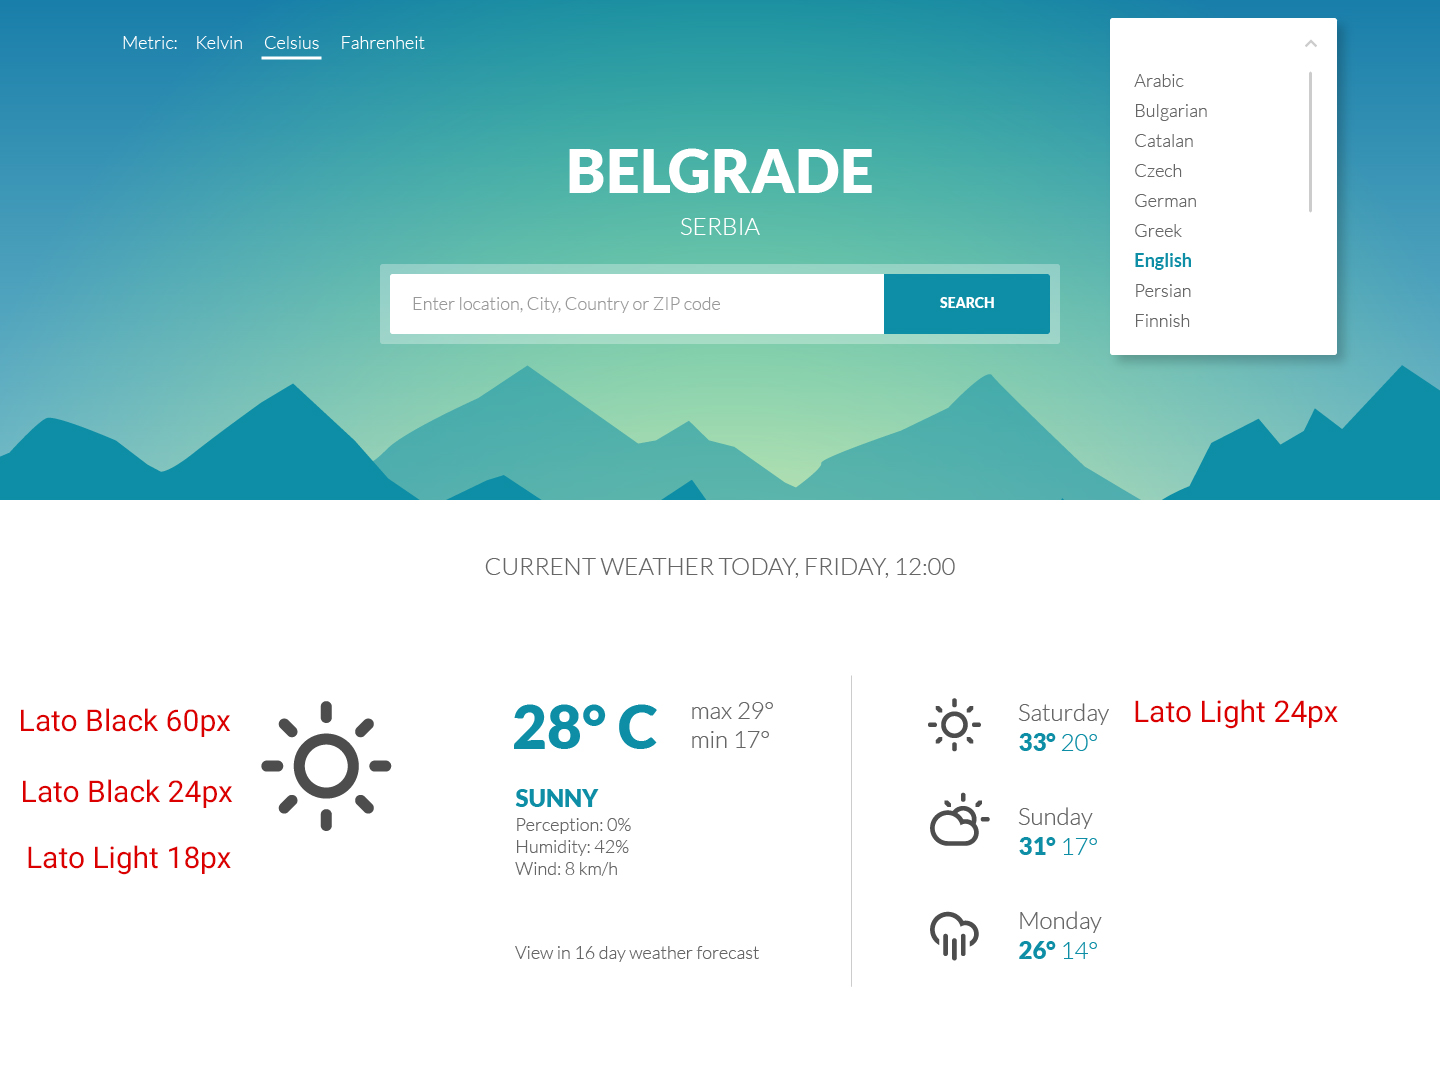 Metric: Kelvin Celsius Fahrenheit
Arabic
Bulgarian
Catalan
Czech
German
Greek
English
Persian
Finnish
BELGRADE
SERBIA
Enter location, City, Country or ZIP code
SEARCH
CURRENT WEATHER TODAY, FRIDAY, 12:00
Lato Black 60px
Lato Black 24px
Lato Light 18px
28° C
max 29°
min 17°
SUNNY
Perception: 0%
Humidity: 42%
Wind: 8 km/h
View in 16 day weather forecast
Saturday
33° 20°
Lato Light 24px
Sunday
31° 17°
Monday
26° 14°